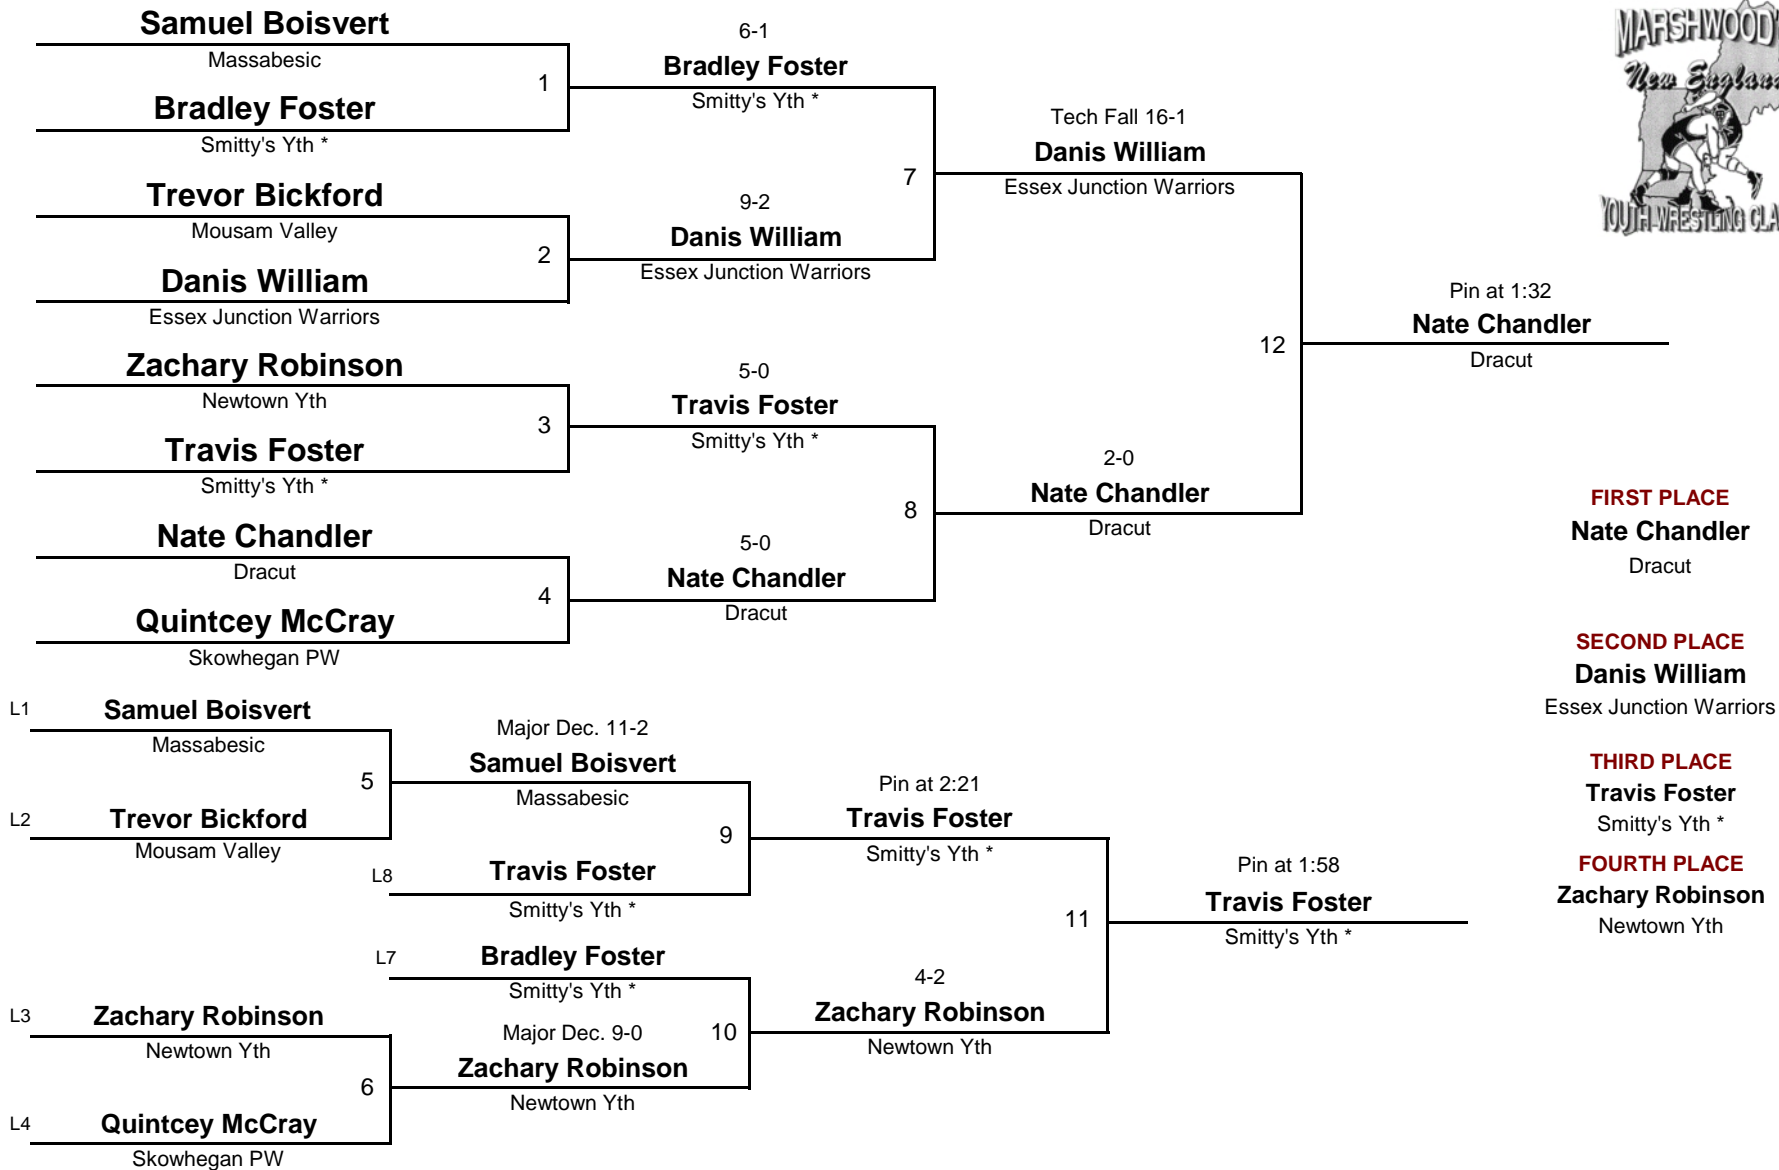 Samuel Boisvert
Massabesic
1
Bradley Foster
Smitty's Yth *
Trevor Bickford
Mousam Valley
2
Danis William
Essex Junction Warriors
Zachary Robinson
Newtown Yth
3
Travis Foster
Smitty's Yth *
Nate Chandler
Dracut
4
Quintcey McCray
Skowhegan PW
6-1
Bradley Foster
Smitty's Yth *
7
9-2
Danis William
Essex Junction Warriors
5-0
Travis Foster
Smitty's Yth *
8
5-0
Nate Chandler
Dracut
Tech Fall 16-1
Danis William
Essex Junction Warriors
12
2-0
Nate Chandler
Dracut
Pin at 1:32
Nate Chandler
Dracut
MARSHWOOD'
New England
YOUTH WRESTLING CLA
FIRST PLACE
Nate Chandler
Dracut
SECOND PLACE
Danis William
Essex Junction Warriors
THIRD PLACE
Travis Foster
Smitty's Yth *
FOURTH PLACE
Zachary Robinson
Newtown Yth
L1
Samuel Boisvert
Massabesic
5
L2
Trevor Bickford
Mousam Valley
Major Dec. 11-2
Samuel Boisvert
Massabesic
9
L8
Travis Foster
Smitty's Yth *
L7
Bradley Foster
Smitty's Yth *
10
L3
Zachary Robinson
Newtown Yth
6
L4
Quintcey McCray
Skowhegan PW
Major Dec. 9-0
Zachary Robinson
Newtown Yth
Pin at 2:21
Travis Foster
Smitty's Yth *
11
4-2
Zachary Robinson
Newtown Yth
Pin at 1:58
Travis Foster
Smitty's Yth *